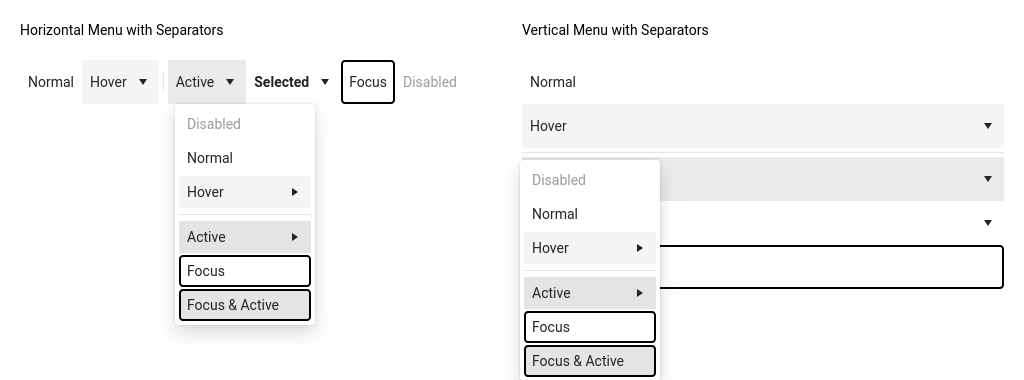 Horizontal Menu with Separators
Normal Hover Active Selected Focus Disabled
Disabled
Normal
Hover
Active
Focus
Focus & Active
Vertical Menu with Separators
Normal
Hover
Disabled
Normal
Hover
Active
Focus
Focus & Active